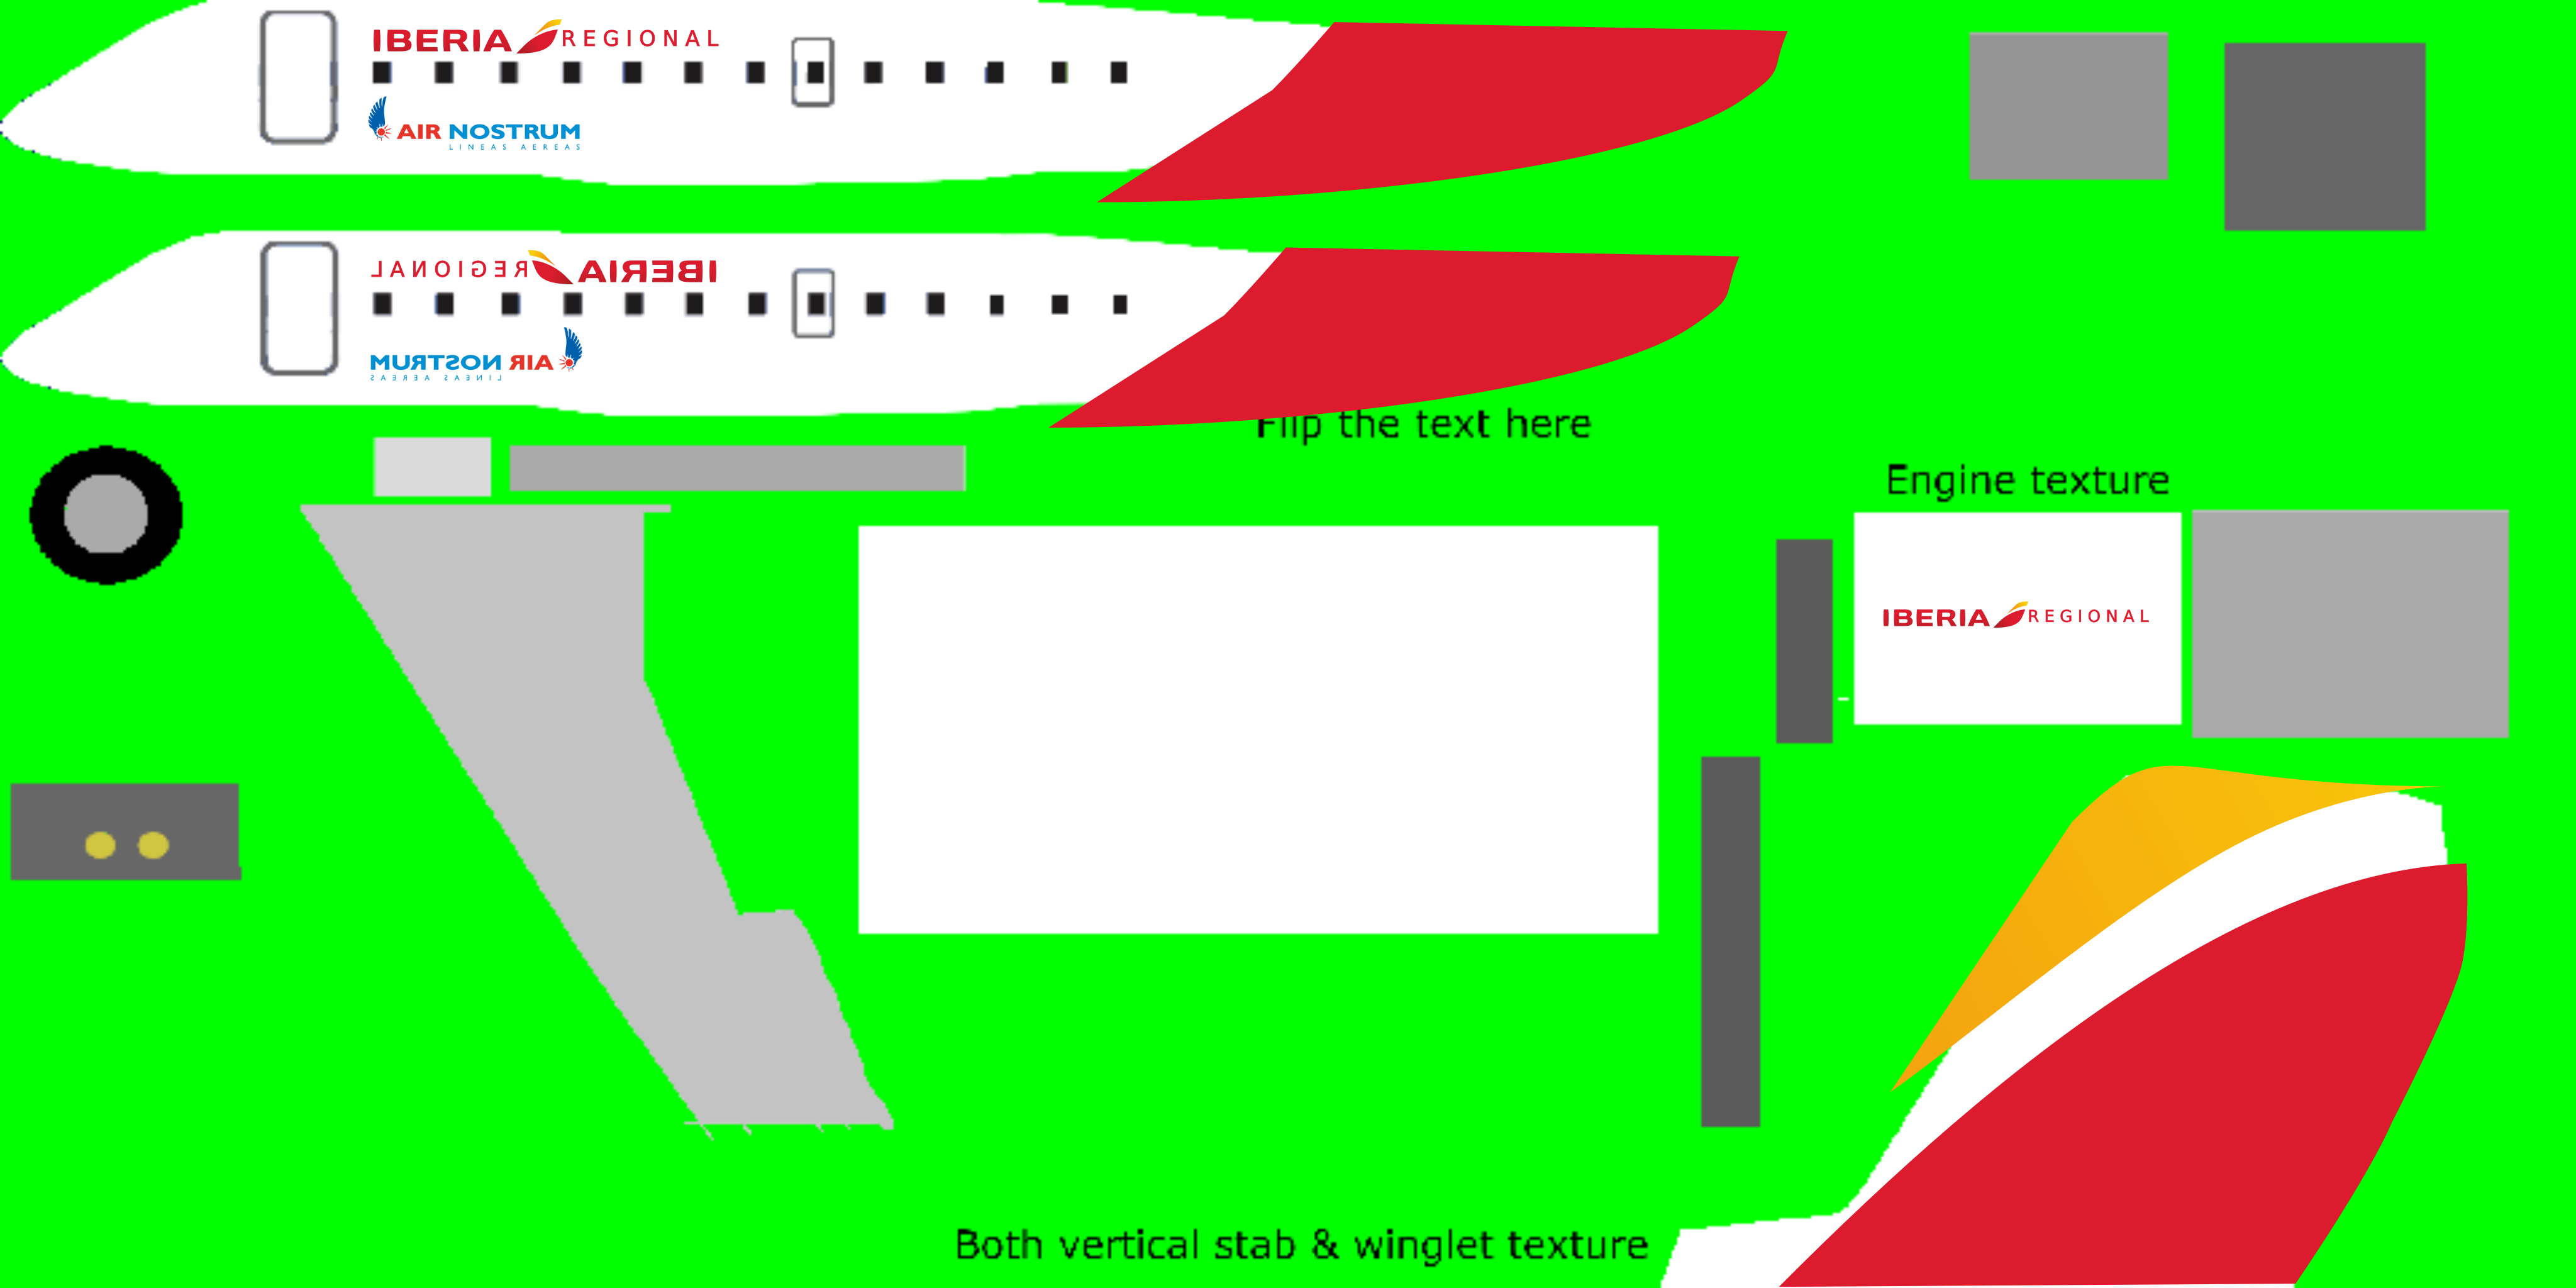 IBERIA REGIONAL
AIR NOSTRUM
LINEAS AEREAS
IBERIA REGIONAL
AIR NOSTRUM
LINEAS AEREAS
Flip the text here
Engine texture
IBERIA REGIONAL
Both vertical stab & winglet texture